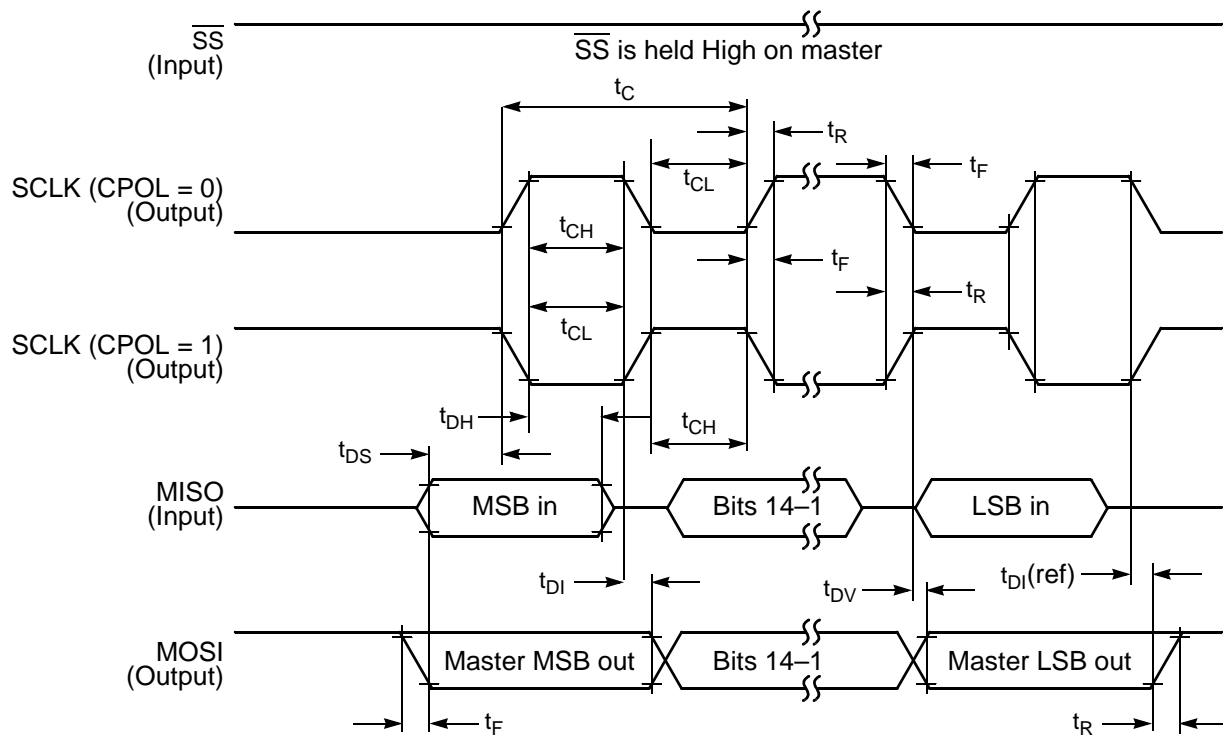 SS
(Input)
SS is held High on master
tC
tR
tF
SCLK (CPOL = 0)
(Output)
tCL
tCH
tF
tR
tCL
SCLK (CPOL = 1)
(Output)
tDH
tCH
tDS
MISO
(Input)
MSB in
Bits 14–1
LSB in
tDI
tDV
tDI(ref)
MOSI
(Output)
Master MSB out
Bits 14–1
Master LSB out
tF
tR